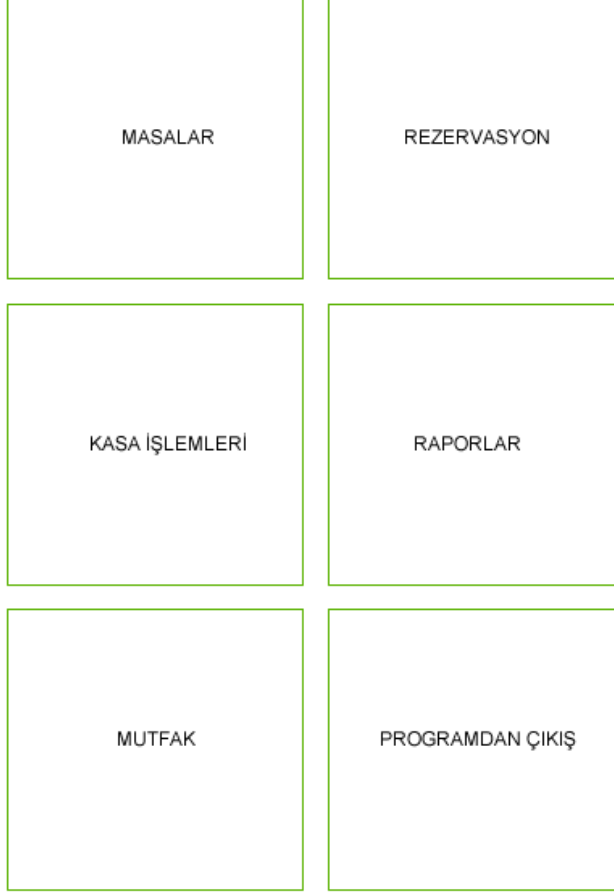 MASALAR
REZERVASYON
KASA İŞLEMLERİ
RAPORLAR
MUTFAK
PROGRAMDAN ÇIKIŞ